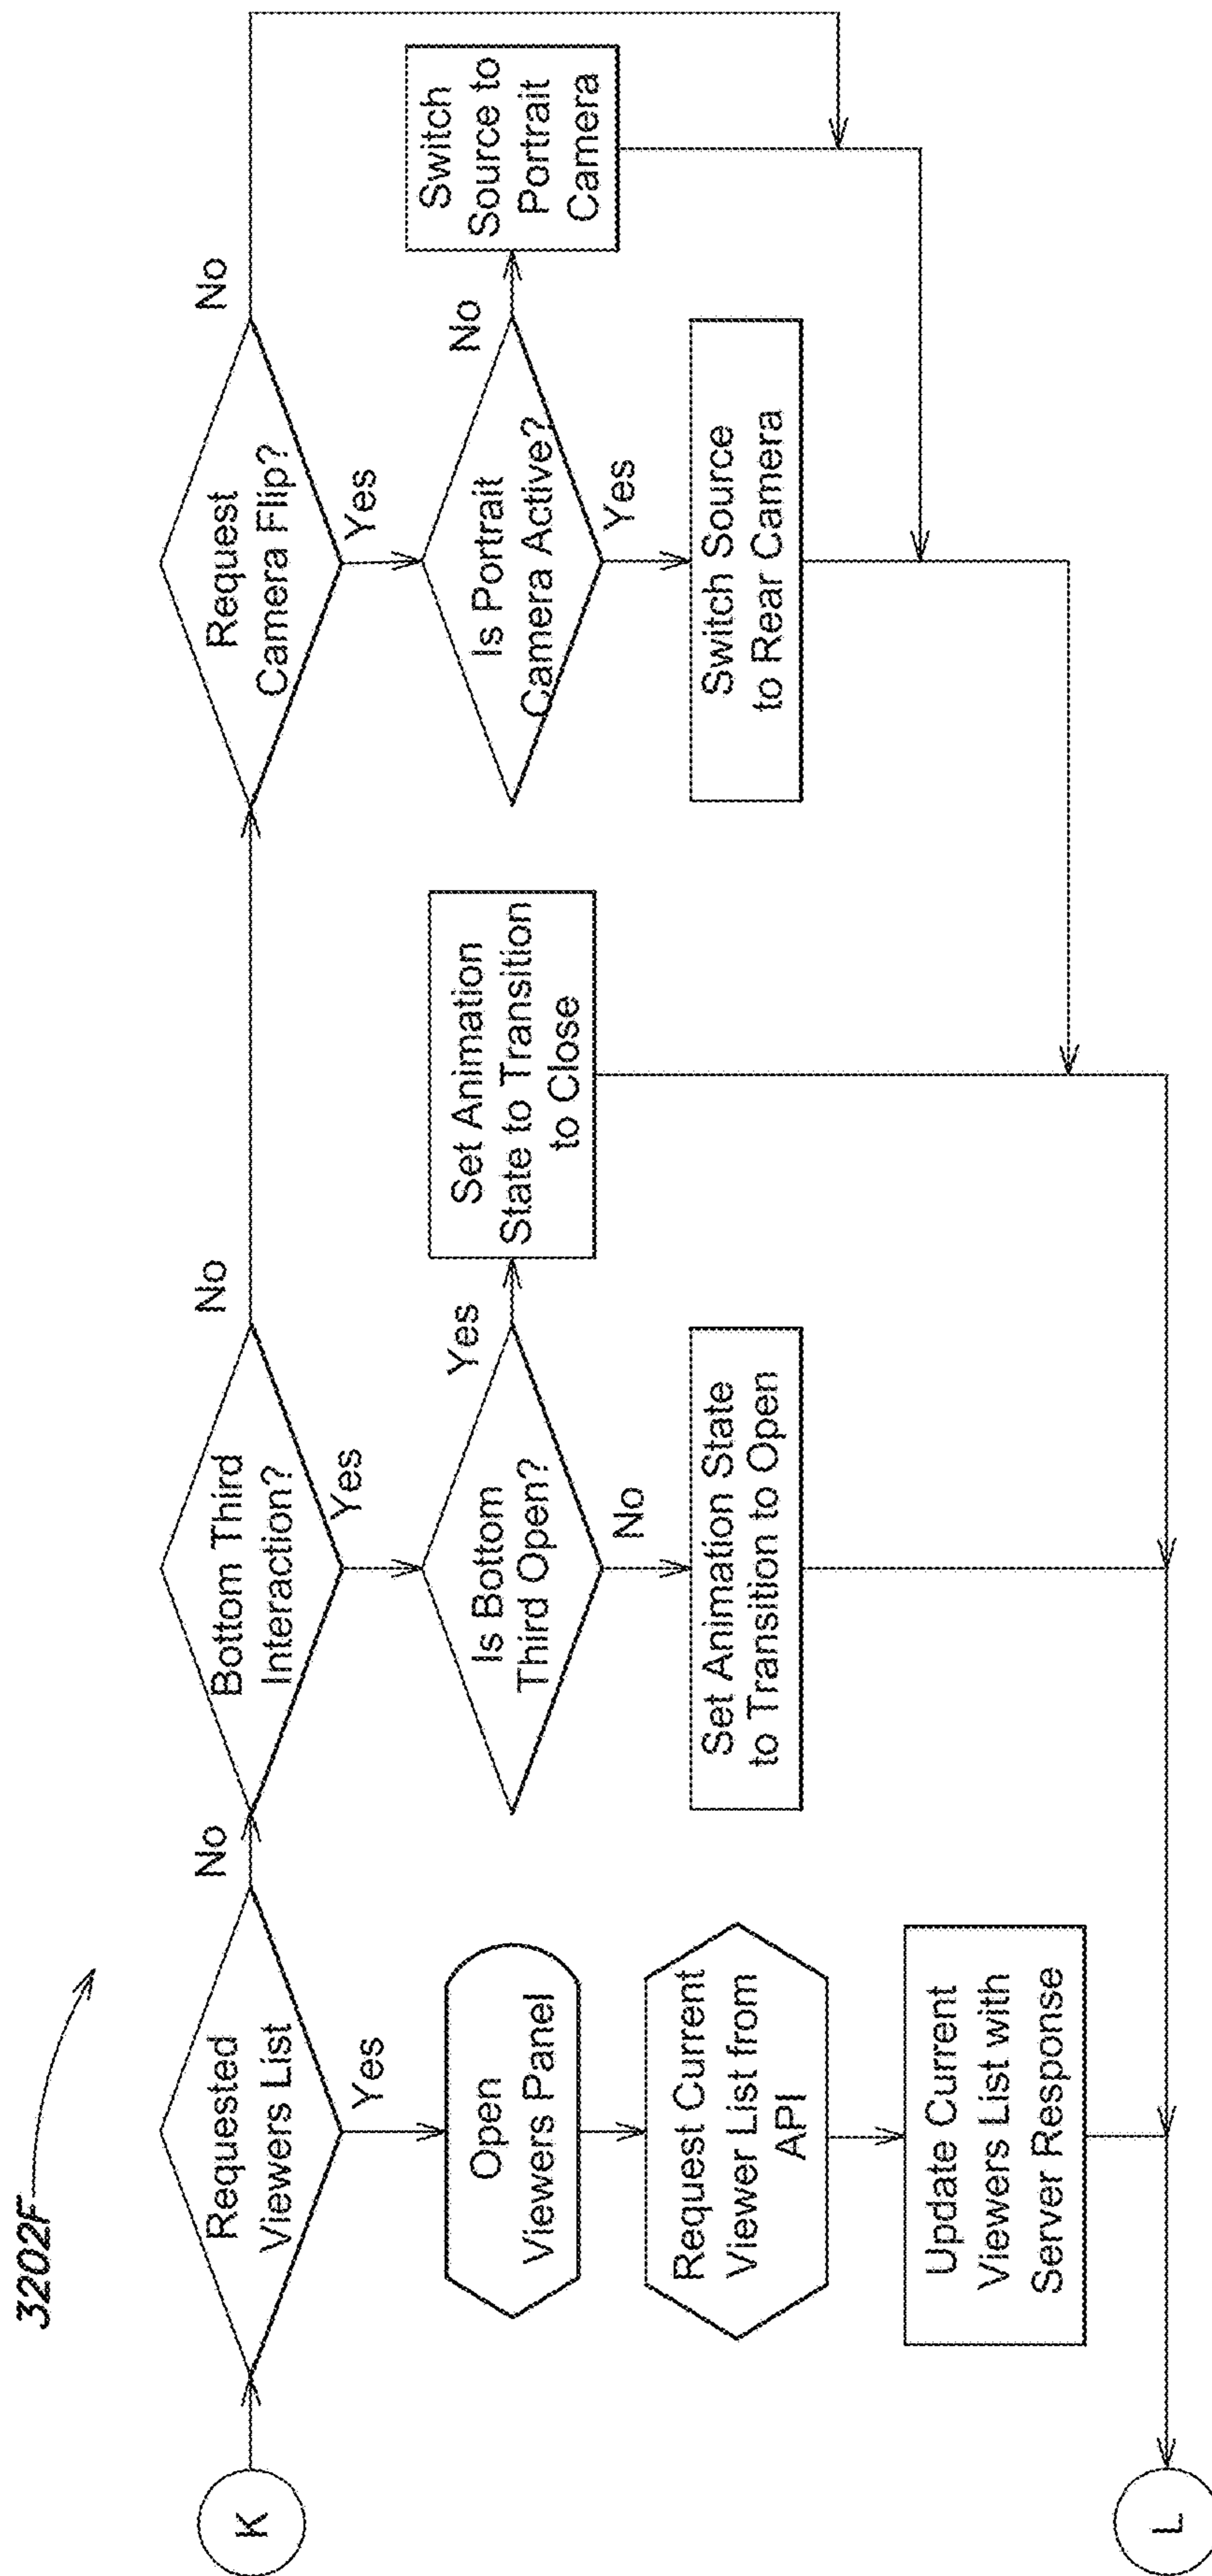 3202F
K
Requested
Viewers List
No
Yes
Open
Viewers Panel
Request Current
Viewer List from
API
Update Current
Viewers List with
Server Response
Bottom Third
Interaction?
No
Yes
Is Bottom
Third Open?
Yes
No
Set Animation
State to Transition
to Close
Set Animation State
to Transition to Open
Request
Camera Flip?
No
Yes
Is Portrait
Camera Active?
No
Yes
Switch
Source to
Portrait
Camera
Switch Source
to Rear Camera
L